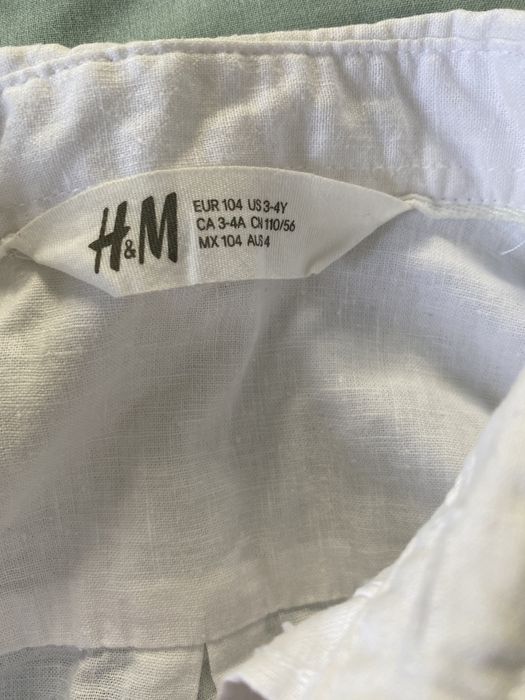 H&M
EUR 104 US 3-4Y
CA 3-4A CN 110/56
MX 104 AUS 4